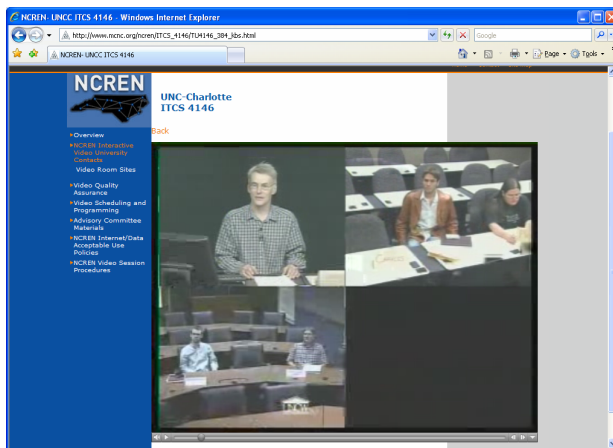 NCREN- UNCC ITCS 4146 - Windows Internet Explorer
http://www.mcnc.org/ncren/ITCS_4146/TU4146_384_kbs.html
Google
NCREN- UNCC ITCS 4146
Page
Tools
NCREN
UNC-Charlotte
ITCS 4146
Back
Overview
NCREN Interactive
Video University
Contacts
Video Room Sites
Video Quality
Assurance
Video Scheduling and
Programming
Advisory Committee
Materials
NCREN Internet/Data
Acceptable Use
Policies
NCREN Video Session
Procedures
UNCW